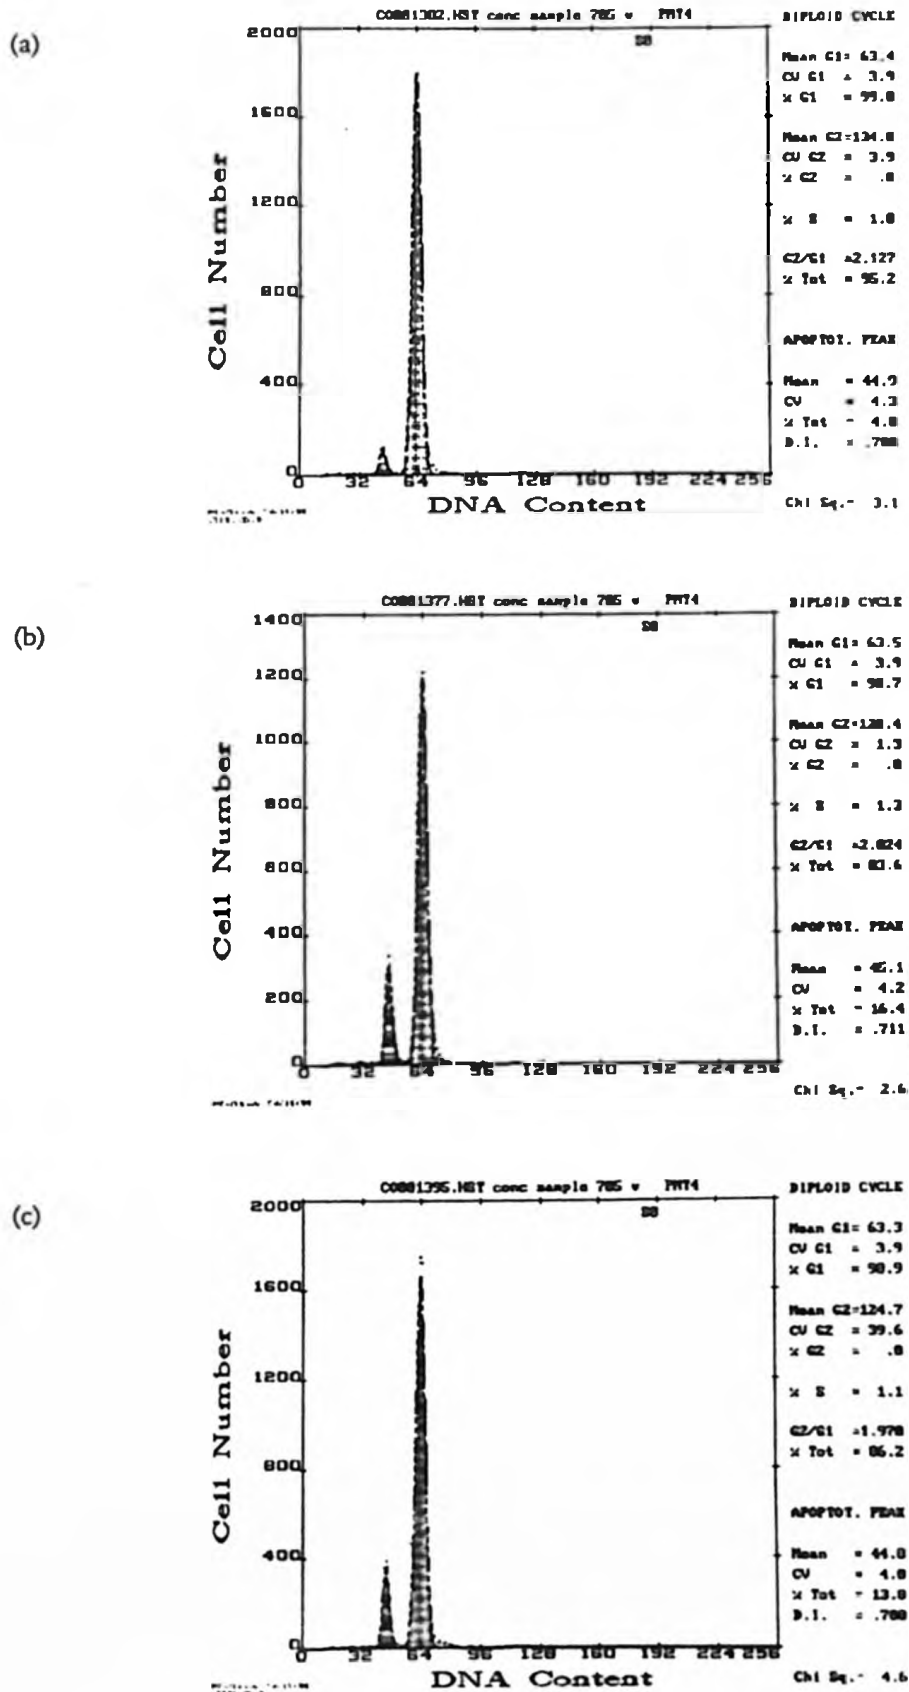 (a)
C0881302.HST conc sample 785 v PMT4
DIPLOID CYCLE
SB
2000
1600
1200
800
400
0
Cell Number
0 32 64 96 128 160 192 224 256
DNA Content
Mean G1= 63.4
CV G1 = 3.9
% G1 = 99.0
Mean G2=134.8
CV G2 = 3.9
% G2 = .0
% S = 1.0
G2/G1 =2.127
% Tot = 95.2
APOPTOT. PEAK
Mean = 44.9
CV = 4.3
% Tot = 4.8
D.I. = .708
Chi Sq.= 3.1
(b)
C0881377.HST conc sample 785 v PMT4
DIPLOID CYCLE
SB
1400
1200
1000
800
600
400
200
0
Cell Number
0 32 64 96 128 160 192 224 256
Mean G1= 63.5
CV G1 = 3.9
% G1 = 98.7
Mean G2=128.4
CV G2 = 1.3
% G2 = .0
% S = 1.3
G2/G1 =2.024
% Tot = 83.6
APOPTOT. PEAK
Mean = 45.1
CV = 4.2
% Tot = 16.4
D.I. = .711
Chi Sq.= 2.6
(c)
C0881395.HST conc sample 785 v PMT4
DIPLOID CYCLE
SB
2000
1600
1200
800
400
0
Cell Number
0 32 64 96 128 160 192 224 256
DNA Content
Mean G1= 63.3
CV G1 = 3.9
% G1 = 98.9
Mean G2=124.7
CV G2 = 39.6
% G2 = .0
% S = 1.1
G2/G1 =1.970
% Tot = 86.2
APOPTOT. PEAK
Mean = 44.8
CV = 4.0
% Tot = 13.8
D.I. = .708
Chi Sq.= 4.6